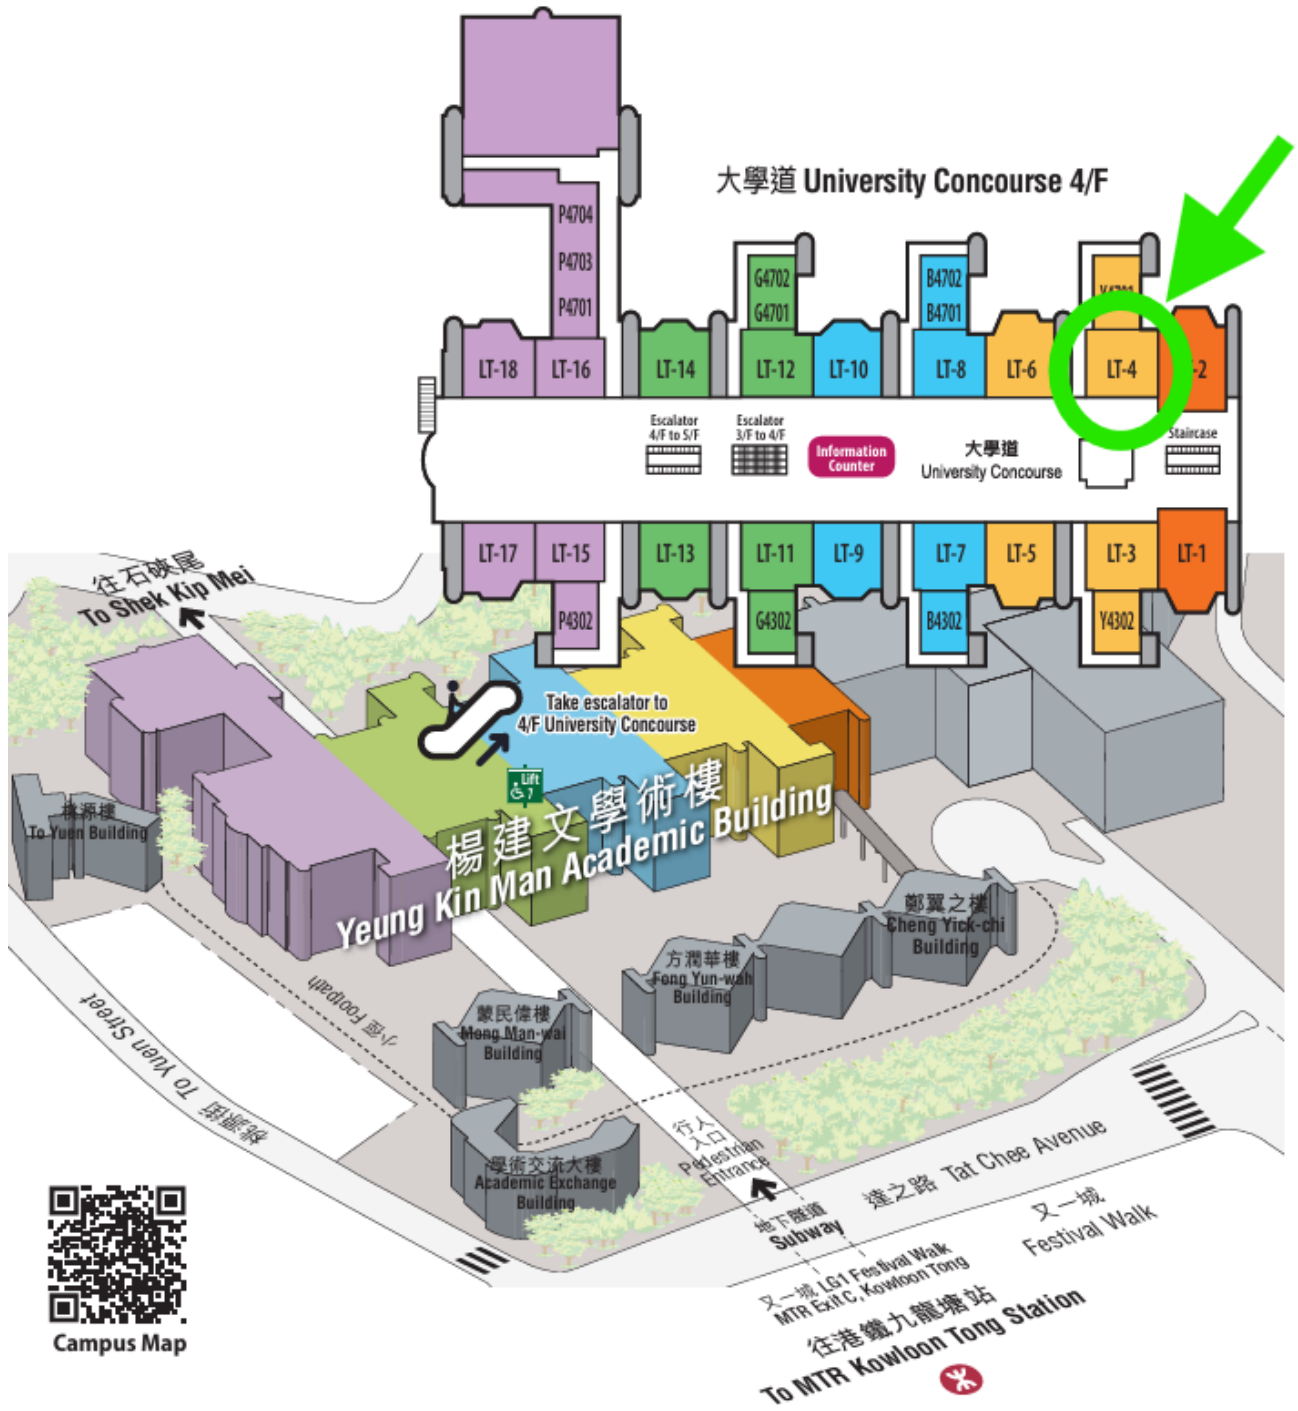 大學道 University Concourse 4/F
P4704
P4703
P4701
G4702
G4701
B4702
B4701
LT-18
LT-16
LT-14
LT-12
LT-10
LT-8
LT-6
LT-4
-2
Escalator
4/F to 5/F
Escalator
3/F to 4/F
Information
Counter
大學道
University Concourse
Staircase
LT-17
LT-15
LT-13
LT-11
LT-9
LT-7
LT-5
LT-3
LT-1
P4302
G4302
B4302
Y4302
往石硤尾
To Shek Kip Mei
Take escalator to
4/F University Concourse
Lift
7
楊建文學術樓
Yeung Kin Man Academic Building
桃源樓
To Yuen Building
鄭翼之樓
Cheng Yick-chi
Building
方潤華樓
Fong Yun-wah
Building
蒙民偉樓
Mong Man-wai
Building
小徑 Footpath
桃源街 To Yuen Street
學術交流大樓
Academic Exchange
Building
行人
入口
Pedestrian
Entrance
地下隧道
Subway
達之路 Tat Chee Avenue
又一城
Festival Walk
又一城 LG1 Festival Walk
MTR Exit C, Kowloon Tong
往港鐵九龍塘站
To MTR Kowloon Tong Station
Campus Map